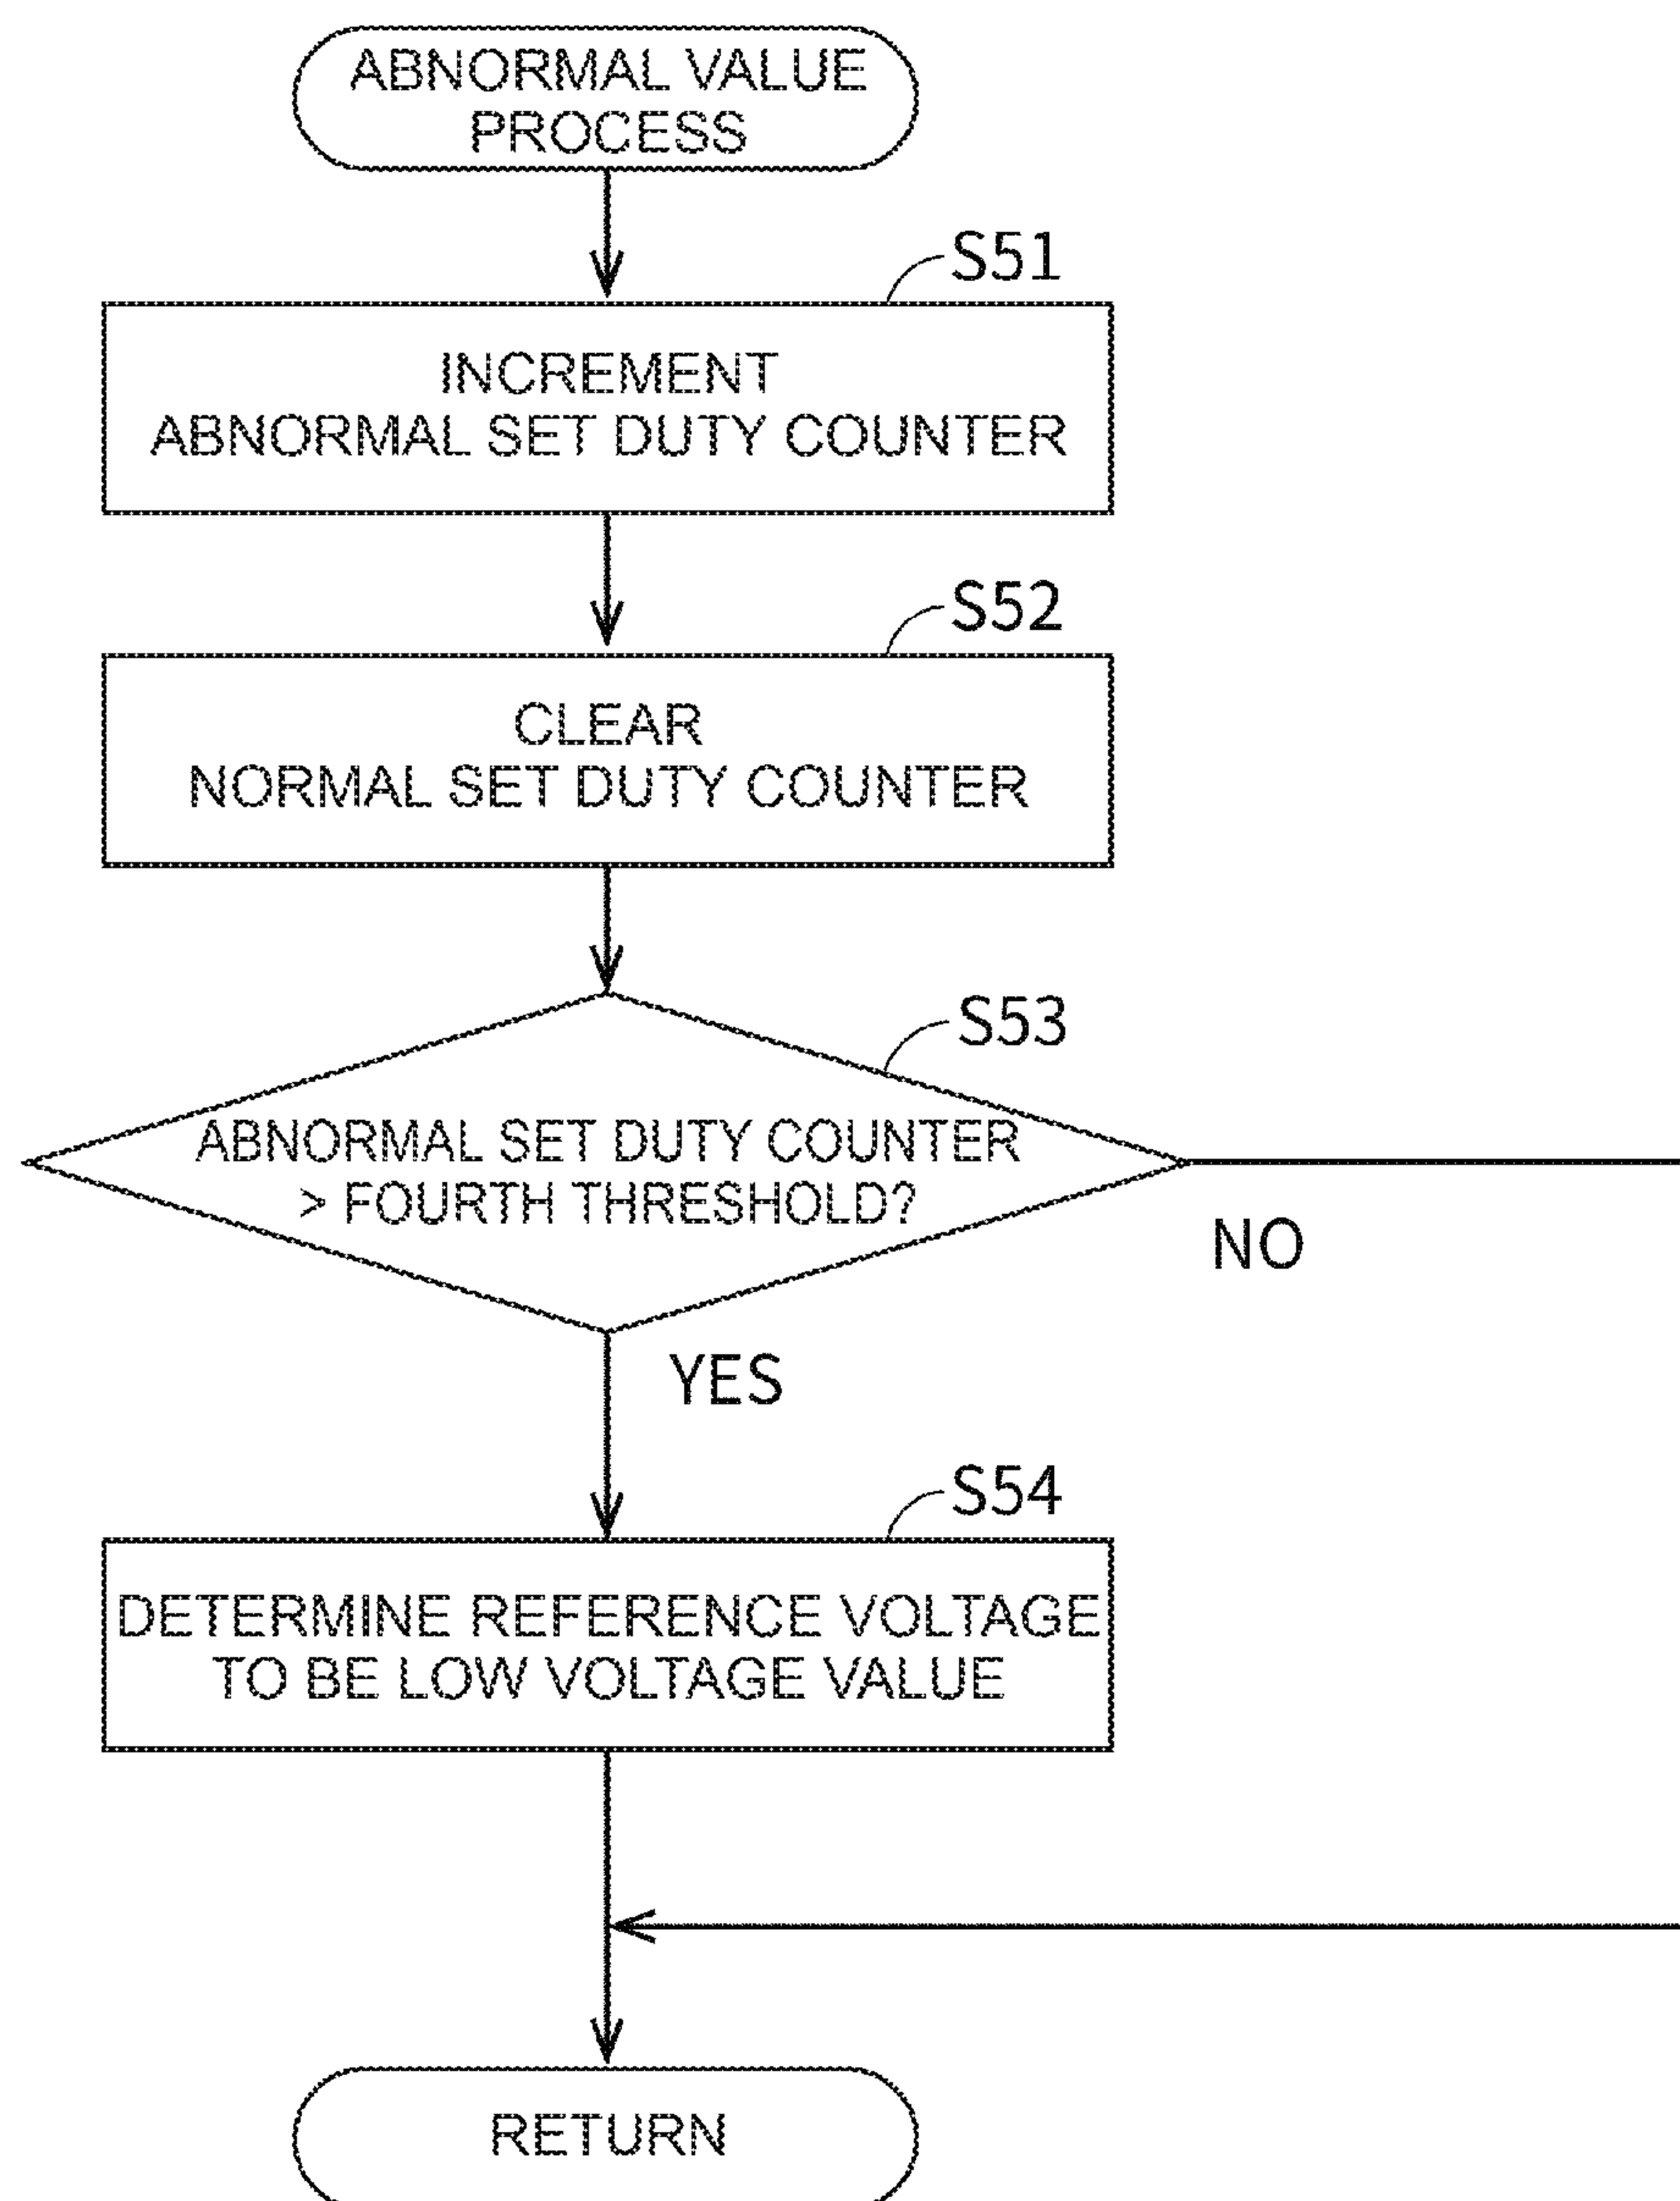 ABNORMAL VALUE
PROCESS
S51
INCREMENT
ABNORMAL SET DUTY COUNTER
S52
CLEAR
NORMAL SET DUTY COUNTER
S53
ABNORMAL SET DUTY COUNTER
> FOURTH THRESHOLD?
NO
YES
S54
DETERMINE REFERENCE VOLTAGE
TO BE LOW VOLTAGE VALUE
RETURN